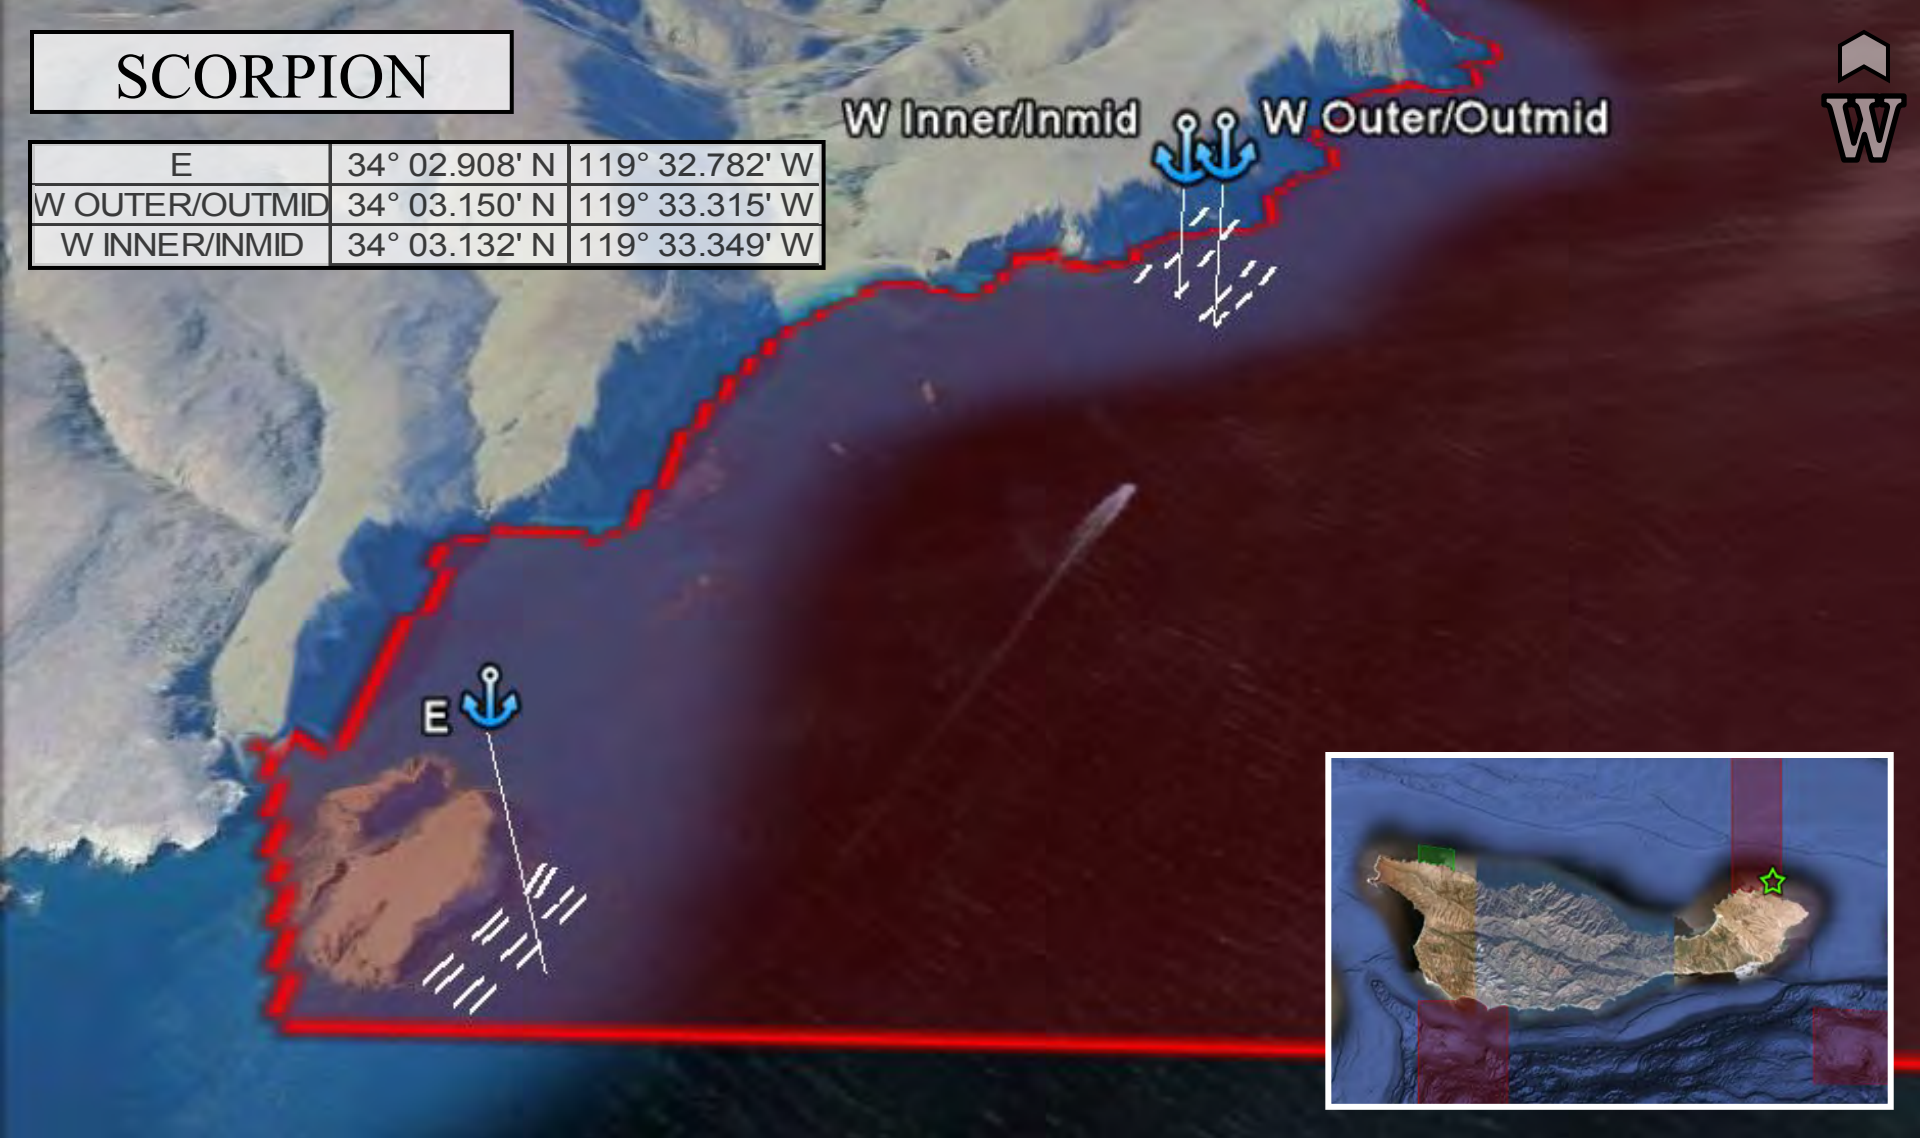 SCORPION
E 34° 02.908' N 119° 32.782' W
W OUTER/OUTMID 34° 03.150' N 119° 33.315' W
W INNER/INMID 34° 03.132' N 119° 33.349' W
W Inner/Inmid W Outer/Outmid
W
E